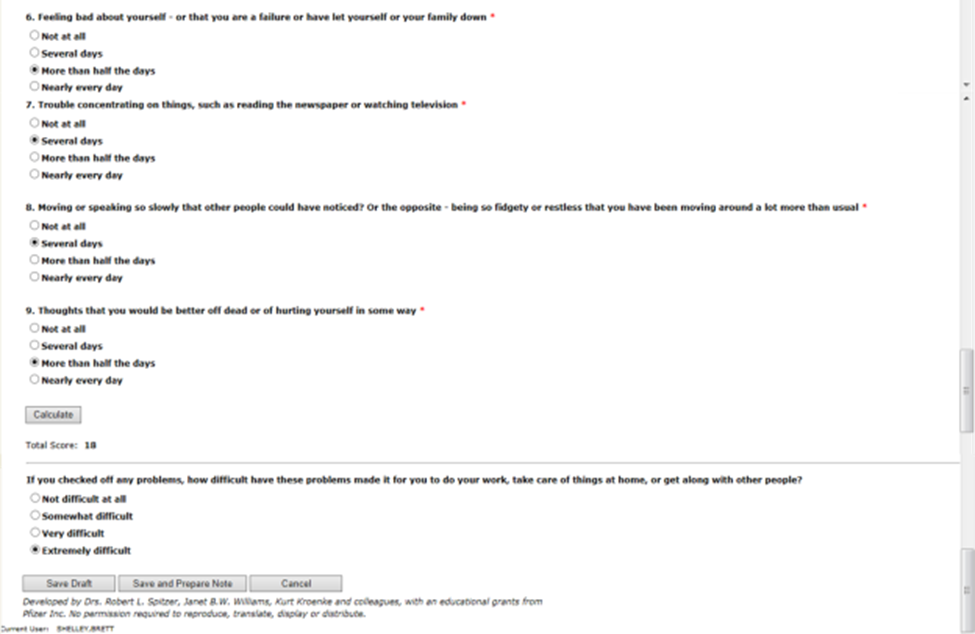 6. Feeling bad about yourself - or that you are a failure or have let yourself or your family down *
Not at all
Several days
More than half the days
Nearly every day
7. Trouble concentrating on things, such as reading the newspaper or watching television *
Not at all
Several days
More than half the days
Nearly every day
8. Moving or speaking so slowly that other people could have noticed? Or the opposite - being so fidgety or restless that you have been moving around a lot more than usual *
Not at all
Several days
More than half the days
Nearly every day
9. Thoughts that you would be better off dead or of hurting yourself in some way *
Not at all
Several days
More than half the days
Nearly every day
Calculate
Total Score: 18
If you checked off any problems, how difficult have these problems made it for you to do your work, take care of things at home, or get along with other people?
Not difficult at all
Somewhat difficult
Very difficult
Extremely difficult
Save Draft Save and Prepare Note Cancel
Developed by Drs. Robert L. Spitzer, Janet B.W. Williams, Kurt Kroenke and colleagues, with an educational grants from
Pfizer Inc. No permission required to reproduce, translate, display or distribute.
Current User: SHELLEY.BRETT